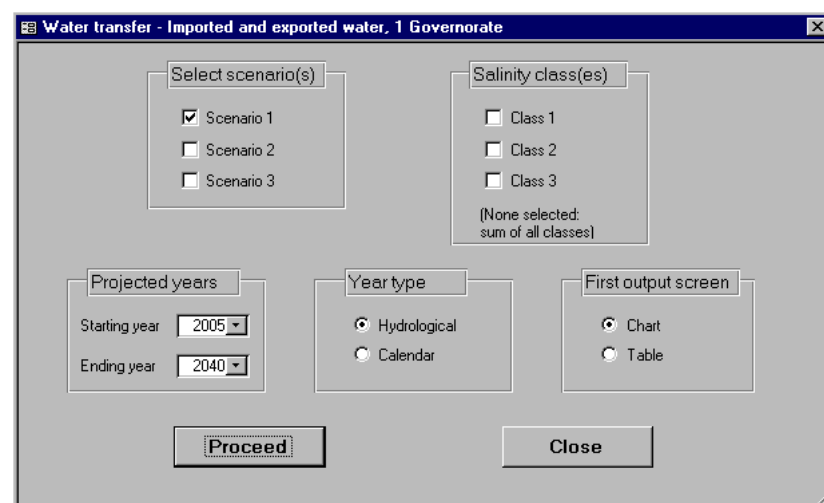 Water transfer - Imported and exported water, 1 Governorate
Select scenario(s)
Scenario 1
Scenario 2
Scenario 3
Salinity class(es)
Class 1
Class 2
Class 3
(None selected:
sum of all classes)
Projected years
Starting year 2005
Ending year 2040
Year type
Hydrological
Calendar
First output screen
Chart
Table
Proceed
Close